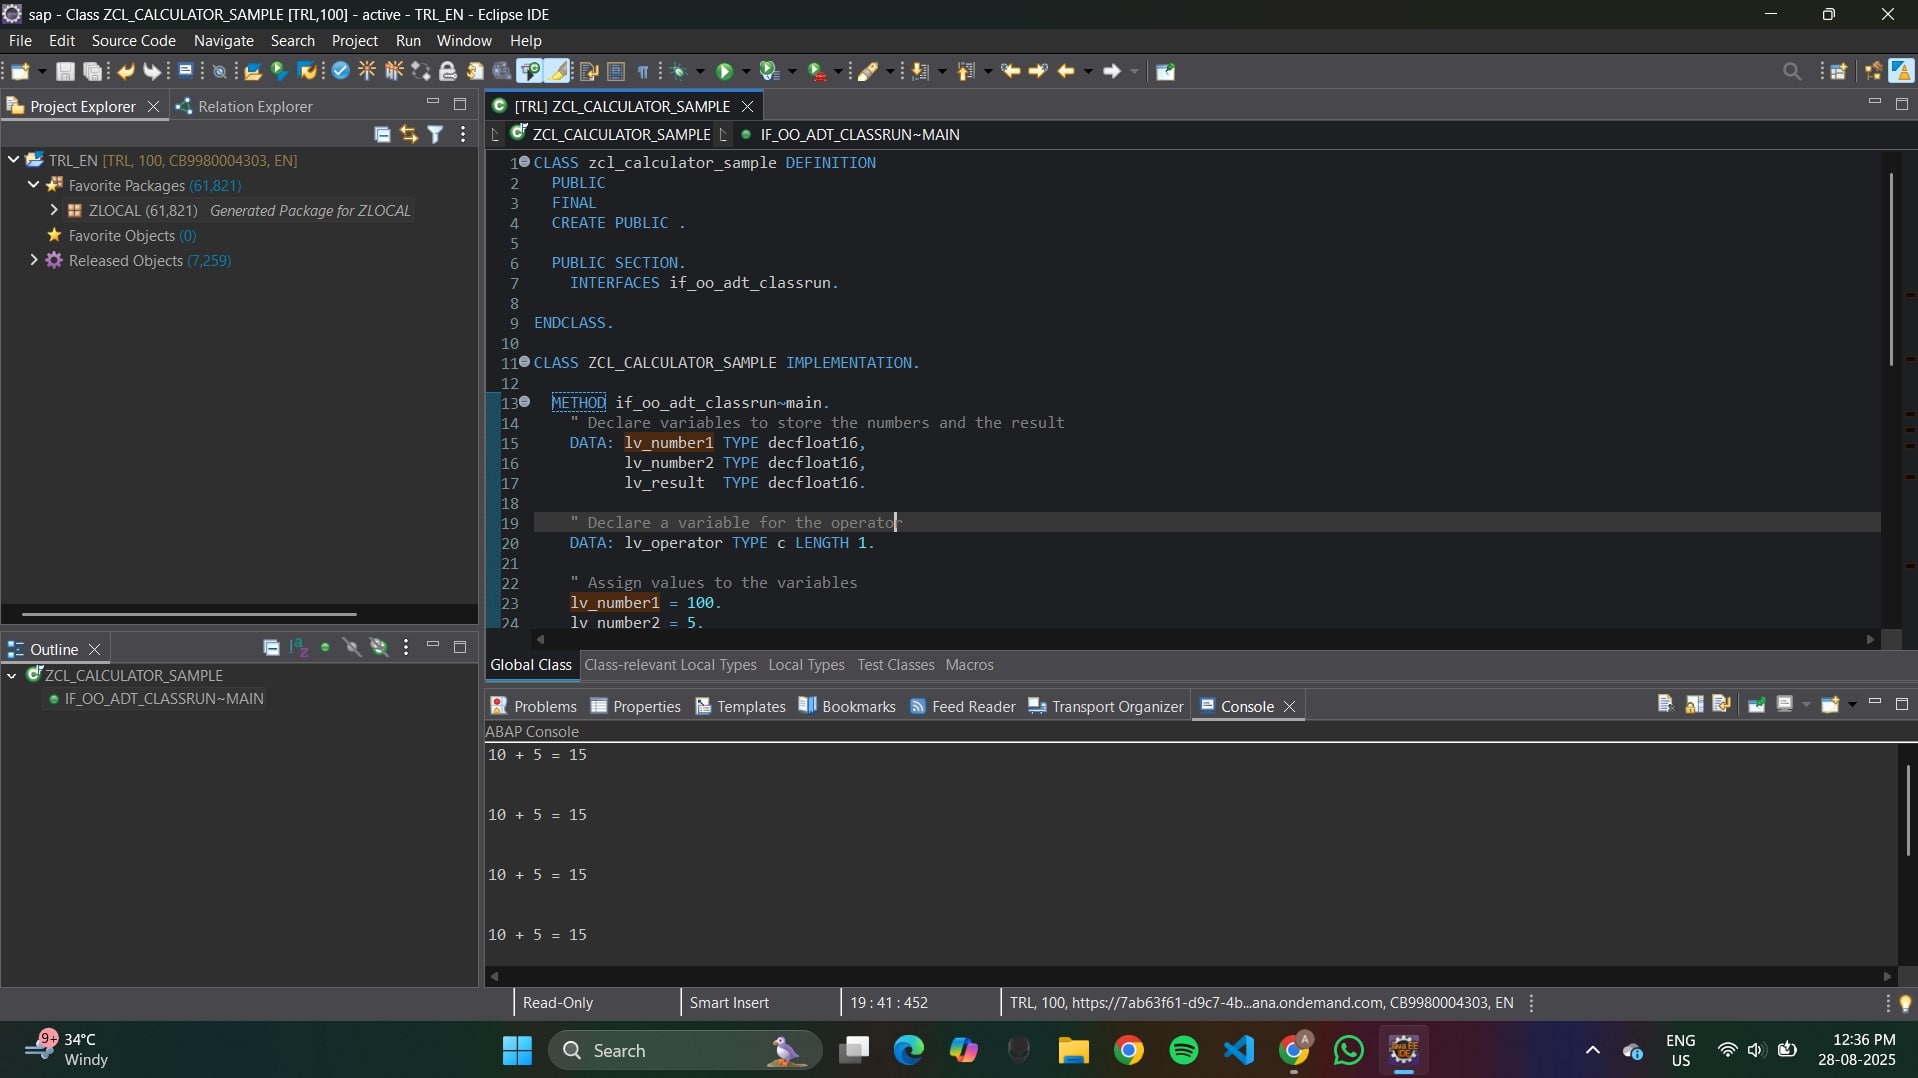 sap - Class ZCL_CALCULATOR_SAMPLE [TRL,100] - active - TRL_EN - Eclipse IDE
File Edit Source Code Navigate Search Project Run Window Help
Project Explorer Relation Explorer
TRL_EN [TRL, 100, CB9980004303, EN]
Favorite Packages (61,821)
ZLOCAL (61,821) Generated Package for ZLOCAL
Favorite Objects (0)
Released Objects (7,259)
Outline
ZCL_CALCULATOR_SAMPLE
IF_OO_ADT_CLASSRUN~MAIN
[TRL] ZCL_CALCULATOR_SAMPLE
ZCL_CALCULATOR_SAMPLE IF_OO_ADT_CLASSRUN~MAIN
1 CLASS zcl_calculator_sample DEFINITION
2 PUBLIC
3 FINAL
4 CREATE PUBLIC .
5
6 PUBLIC SECTION.
7 INTERFACES if_oo_adt_classrun.
8
9 ENDCLASS.
10
11 CLASS ZCL_CALCULATOR_SAMPLE IMPLEMENTATION.
12
13 METHOD if_oo_adt_classrun~main.
14 " Declare variables to store the numbers and the result
15 DATA: lv_number1 TYPE decfloat16,
16 lv_number2 TYPE decfloat16,
17 lv_result TYPE decfloat16.
18
19 " Declare a variable for the operator
20 DATA: lv_operator TYPE c LENGTH 1.
21
22 " Assign values to the variables
23 lv_number1 = 100.
24 lv_number2 = 5.
Global Class Class-relevant Local Types Local Types Test Classes Macros
Problems Properties Templates Bookmarks Feed Reader Transport Organizer Console
ABAP Console
10 + 5 = 15
10 + 5 = 15
10 + 5 = 15
10 + 5 = 15
Read-Only Smart Insert 19 : 41 : 452 TRL, 100, https://7ab63f61-d9c7-4b...ana.ondemand.com, CB9980004303, EN
9+ 34°C
Windy
Search
ENG
US
12:36 PM
28-08-2025